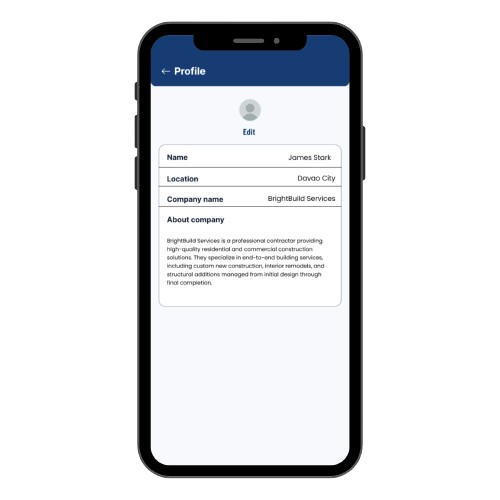 ← Profile
Edit
Name James Stark
Location Davao City
Company name BrightBuild Services
About company
BrightBuild Services is a professional contractor providing
high-quality residential and commercial construction
solutions. They specialize in end-to-end building services,
including custom new construction, interior remodels, and
structural additions managed from initial design through
final completion.